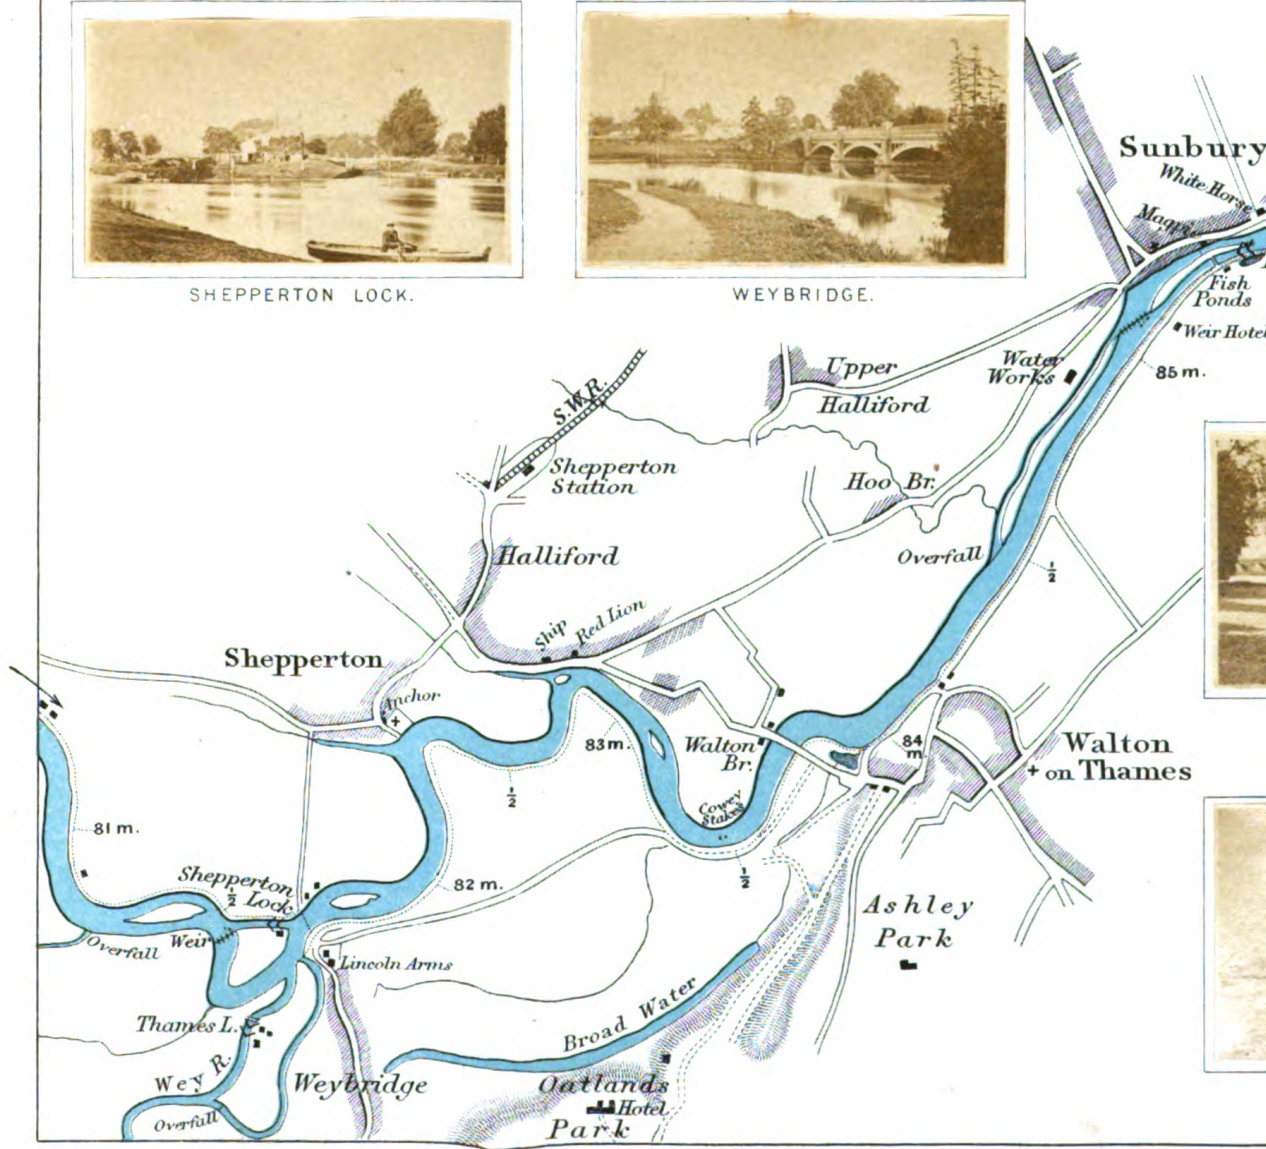 SHEPPERTON LOCK.
WEYBRIDGE.
Sunbury
White Horse
Fish
Ponds
Weir Hotel
85 m.
Upper
Halliford
Water
Works
S.W.R.
Shepperton
Station
Hoo Br.
Halliford
Overfall
1/2
Ship
Red Lion
Shepperton
Anchor
83 m.
Walton
Br.
84
m.
Walton
on Thames
1/2
Cowey
Stakes
81 m.
Shepperton
Lock
1/2
82 m.
1/2
Ashley
Park
Overfall
Weir
Lincoln Arms
Thames L.
Broad Water
Wey R.
Weybridge
Oatlands
Hotel
Park
Overfall